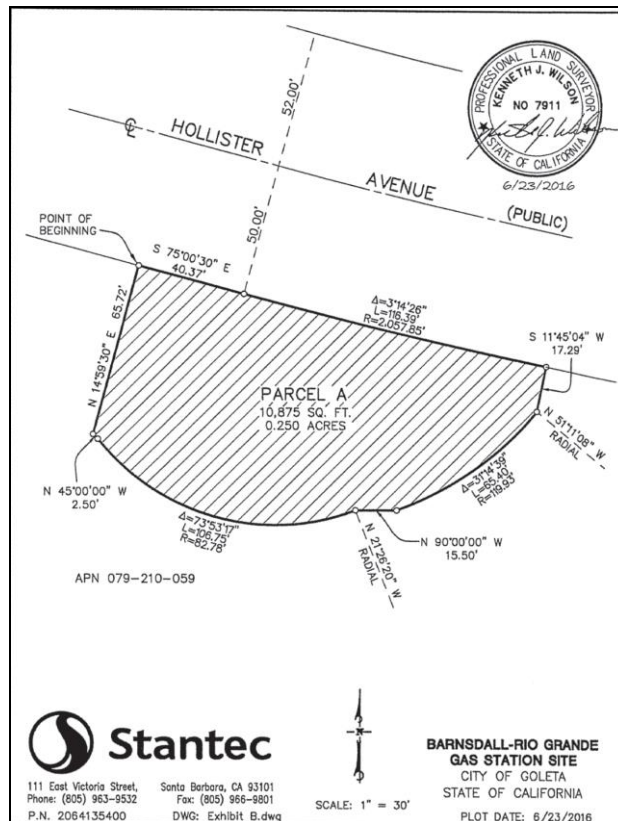 PROFESSIONAL LAND SURVEYOR
KENNETH J. WILSON
NO 7911
STATE OF CALIFORNIA
6/23/2016
52.00'
℄ HOLLISTER AVENUE (PUBLIC)
50.00'
POINT OF
BEGINNING
S 75°00'30" E
40.37'
Δ=3°14'26"
L=116.39'
R=2,057.85'
S 11°45'04" W
17.29'
N 14°59'30" E 65.72'
PARCEL A
10,875 SQ. FT.
0.250 ACRES
N 51°11'08" W
RADIAL
N 45°00'00" W
2.50'
Δ=31°14'39"
L=65.40'
R=119.93'
Δ=73°53'17"
L=106.75'
R=82.78'
N 90°00'00" W
15.50'
N 21°26'20" W
RADIAL
APN 079-210-059
Stantec
111 East Victoria Street, Santa Barbara, CA 93101
Phone: (805) 963-9532 Fax: (805) 966-9801
P.N. 2064135400 DWG: Exhibit B.dwg
N
SCALE: 1" = 30'
BARNSDALL-RIO GRANDE
GAS STATION SITE
CITY OF GOLETA
STATE OF CALIFORNIA
PLOT DATE: 6/23/2016